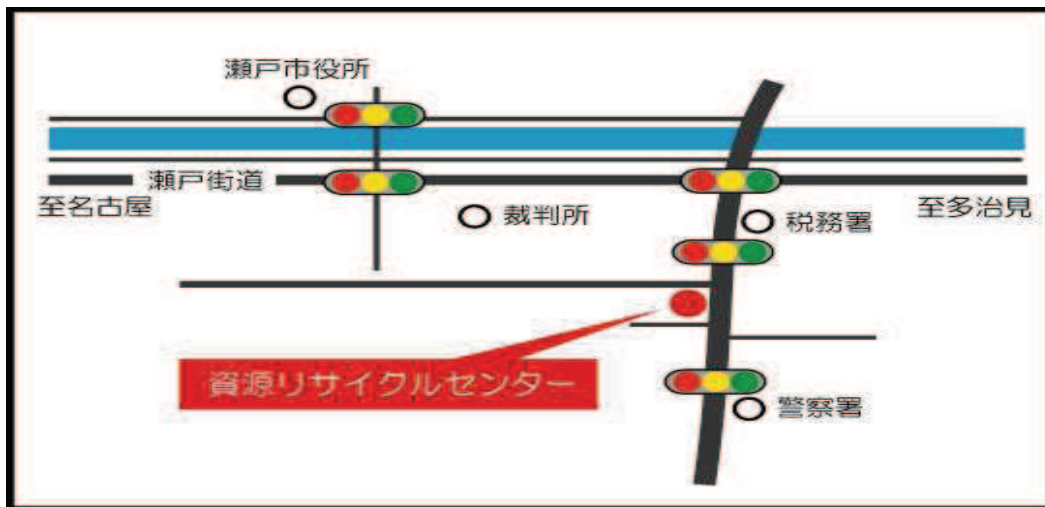 瀬戸市役所
瀬戸街道
至名古屋
裁判所
税務署
至多治見
資源リサイクルセンター
警察署